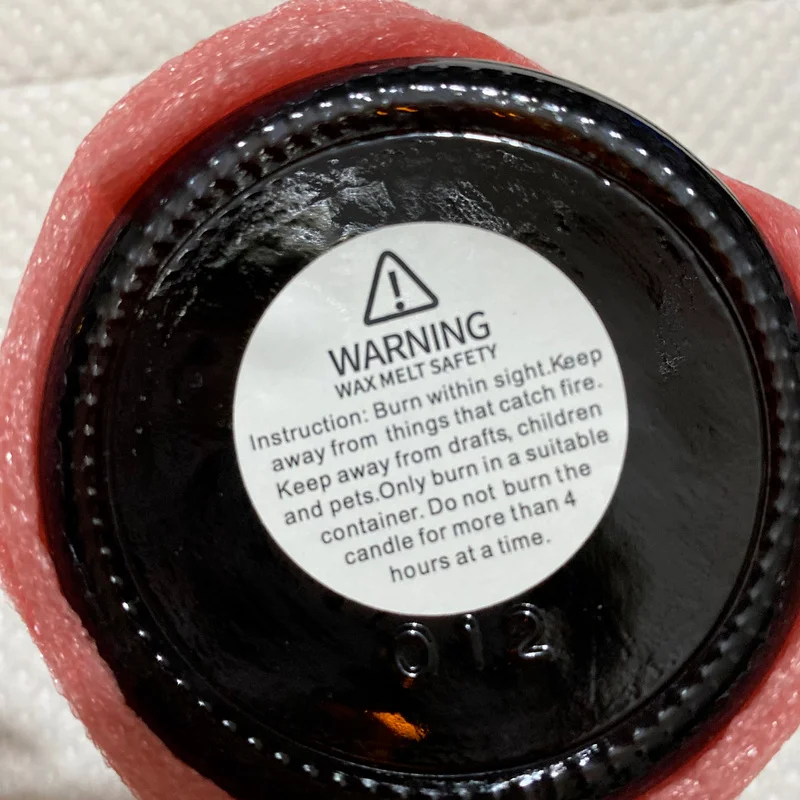 WARNING
WAX MELT SAFETY
Instruction: Burn within sight.Keep
away from things that catch fire.
Keep away from drafts, children
and pets.Only burn in a suitable
container. Do not burn the
candle for more than 4
hours at a time.
012